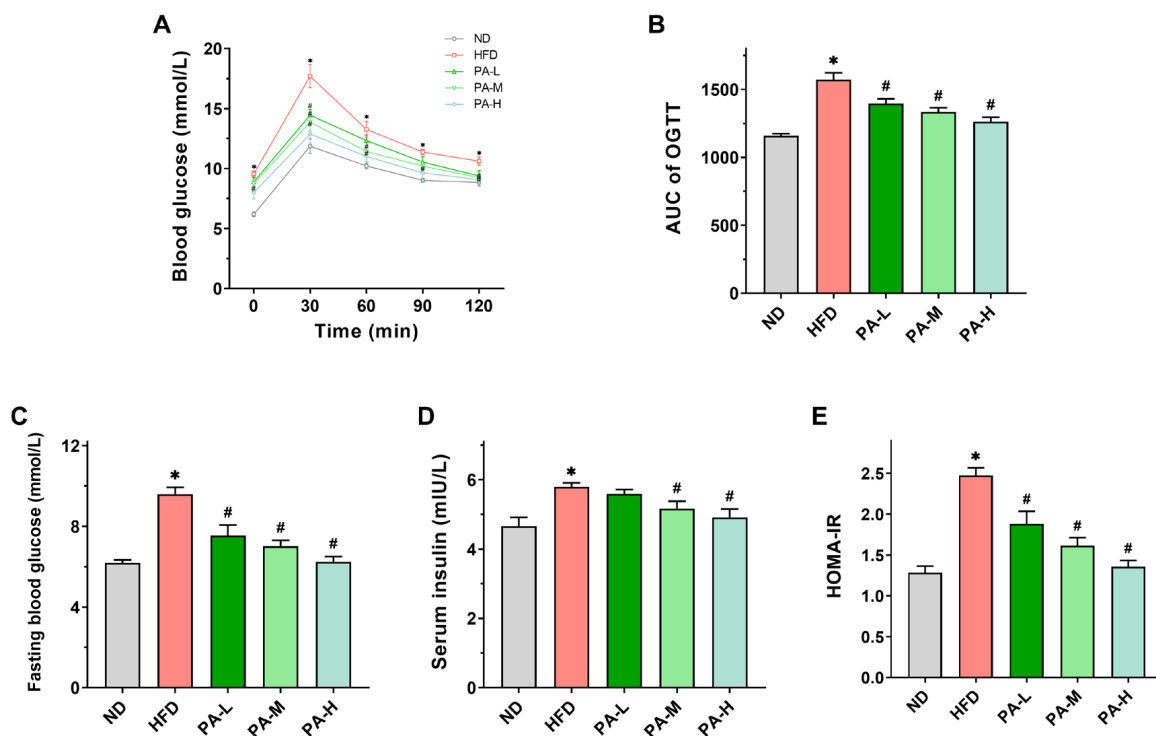 A
Blood glucose (mmol/L)
20
15
10
5
0
0 30 60 90 120
Time (min)
ND
HFD
PA-L
PA-M
PA-H
*
*
*
*
*
#
#
#
#
#
#
#
#
B
AUC of OGTT
1500
1000
500
0
* # # #
ND HFD PA-L PA-M PA-H
C
Fasting blood glucose (mmol/L)
12
9
6
3
0
* # # #
ND HFD PA-L PA-M PA-H
D
Serum insulin (mIU/L)
6
4
2
0
* # #
ND HFD PA-L PA-M PA-H
E
HOMA-IR
2.5
2.0
1.5
1.0
0.5
0.0
* # # #
ND HFD PA-L PA-M PA-H